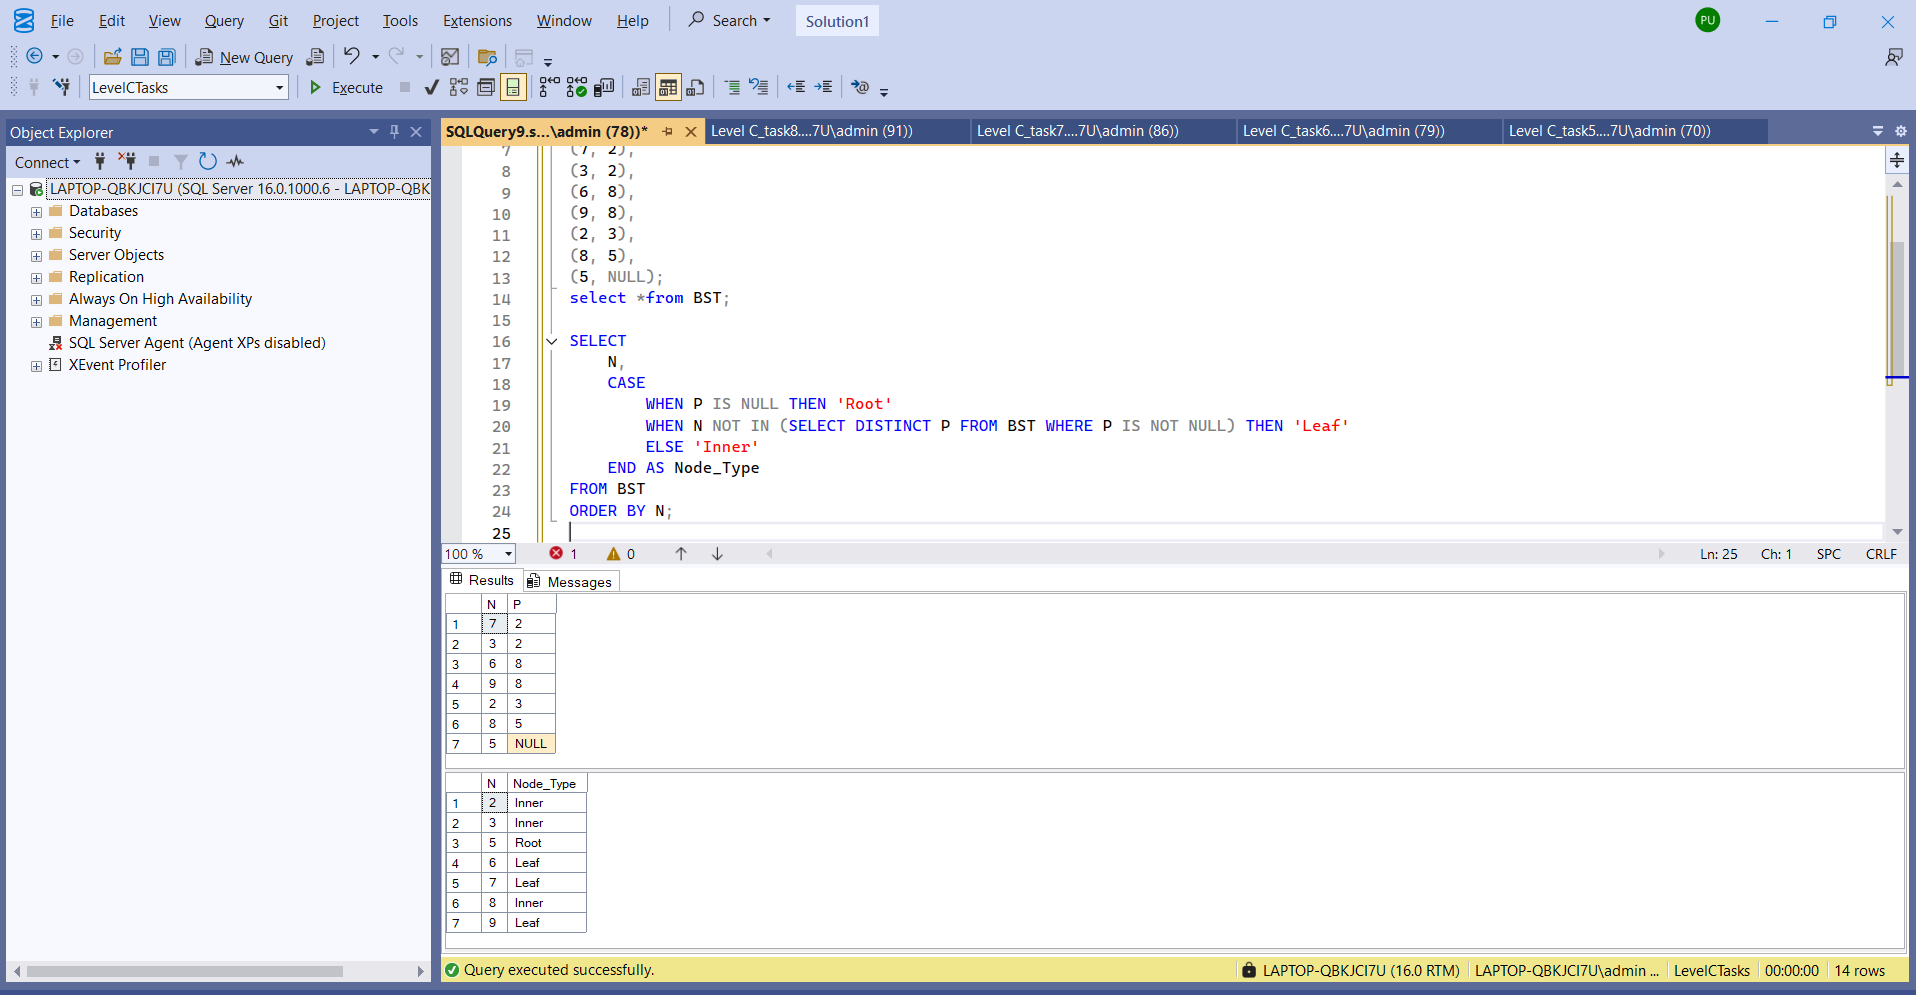 File Edit View Query Git Project Tools Extensions Window Help Search Solution1 PU
New Query
LevelCTasks Execute
Object Explorer
Connect
LAPTOP-QBKJCI7U (SQL Server 16.0.1000.6 - LAPTOP-QBK
Databases
Security
Server Objects
Replication
Always On High Availability
Management
SQL Server Agent (Agent XPs disabled)
XEvent Profiler
SQLQuery9.s...\admin (78))* Level C_task8....7U\admin (91)) Level C_task7....7U\admin (86)) Level C_task6....7U\admin (79)) Level C_task5....7U\admin (70))
7 (7, 2),
8 (3, 2),
9 (6, 8),
10 (9, 8),
11 (2, 3),
12 (8, 5),
13 (5, NULL);
14 select *from BST;
15
16 SELECT
17 N,
18 CASE
19 WHEN P IS NULL THEN 'Root'
20 WHEN N NOT IN (SELECT DISTINCT P FROM BST WHERE P IS NOT NULL) THEN 'Leaf'
21 ELSE 'Inner'
22 END AS Node_Type
23 FROM BST
24 ORDER BY N;
25
100 % 1 0 Ln: 25 Ch: 1 SPC CRLF
Results Messages
N P
1 7 2
2 3 2
3 6 8
4 9 8
5 2 3
6 8 5
7 5 NULL
N Node_Type
1 2 Inner
2 3 Inner
3 5 Root
4 6 Leaf
5 7 Leaf
6 8 Inner
7 9 Leaf
Query executed successfully. LAPTOP-QBKJCI7U (16.0 RTM) LAPTOP-QBKJCI7U\admin ... LevelCTasks 00:00:00 14 rows